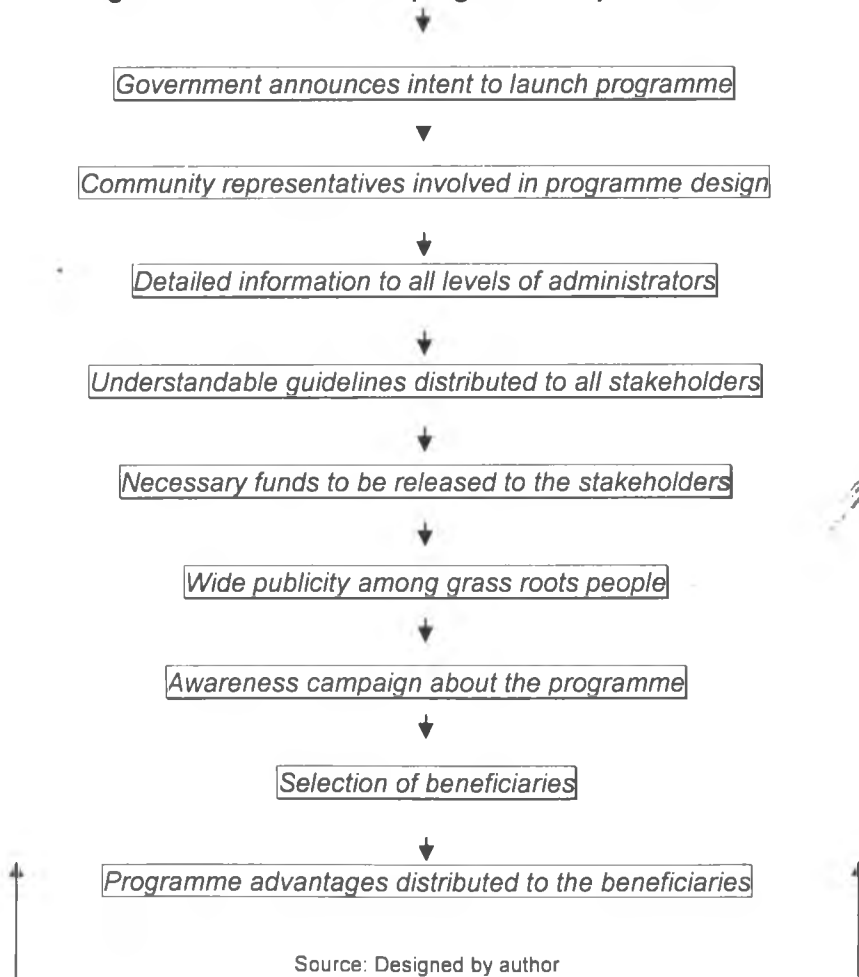 Government announces intent to launch programme
Community representatives involved in programme design
Detailed information to all levels of administrators
Understandable guidelines distributed to all stakeholders
Necessary funds to be released to the stakeholders
Wide publicity among grass roots people
Awareness campaign about the programme
Selection of beneficiaries
Programme advantages distributed to the beneficiaries
Source: Designed by author